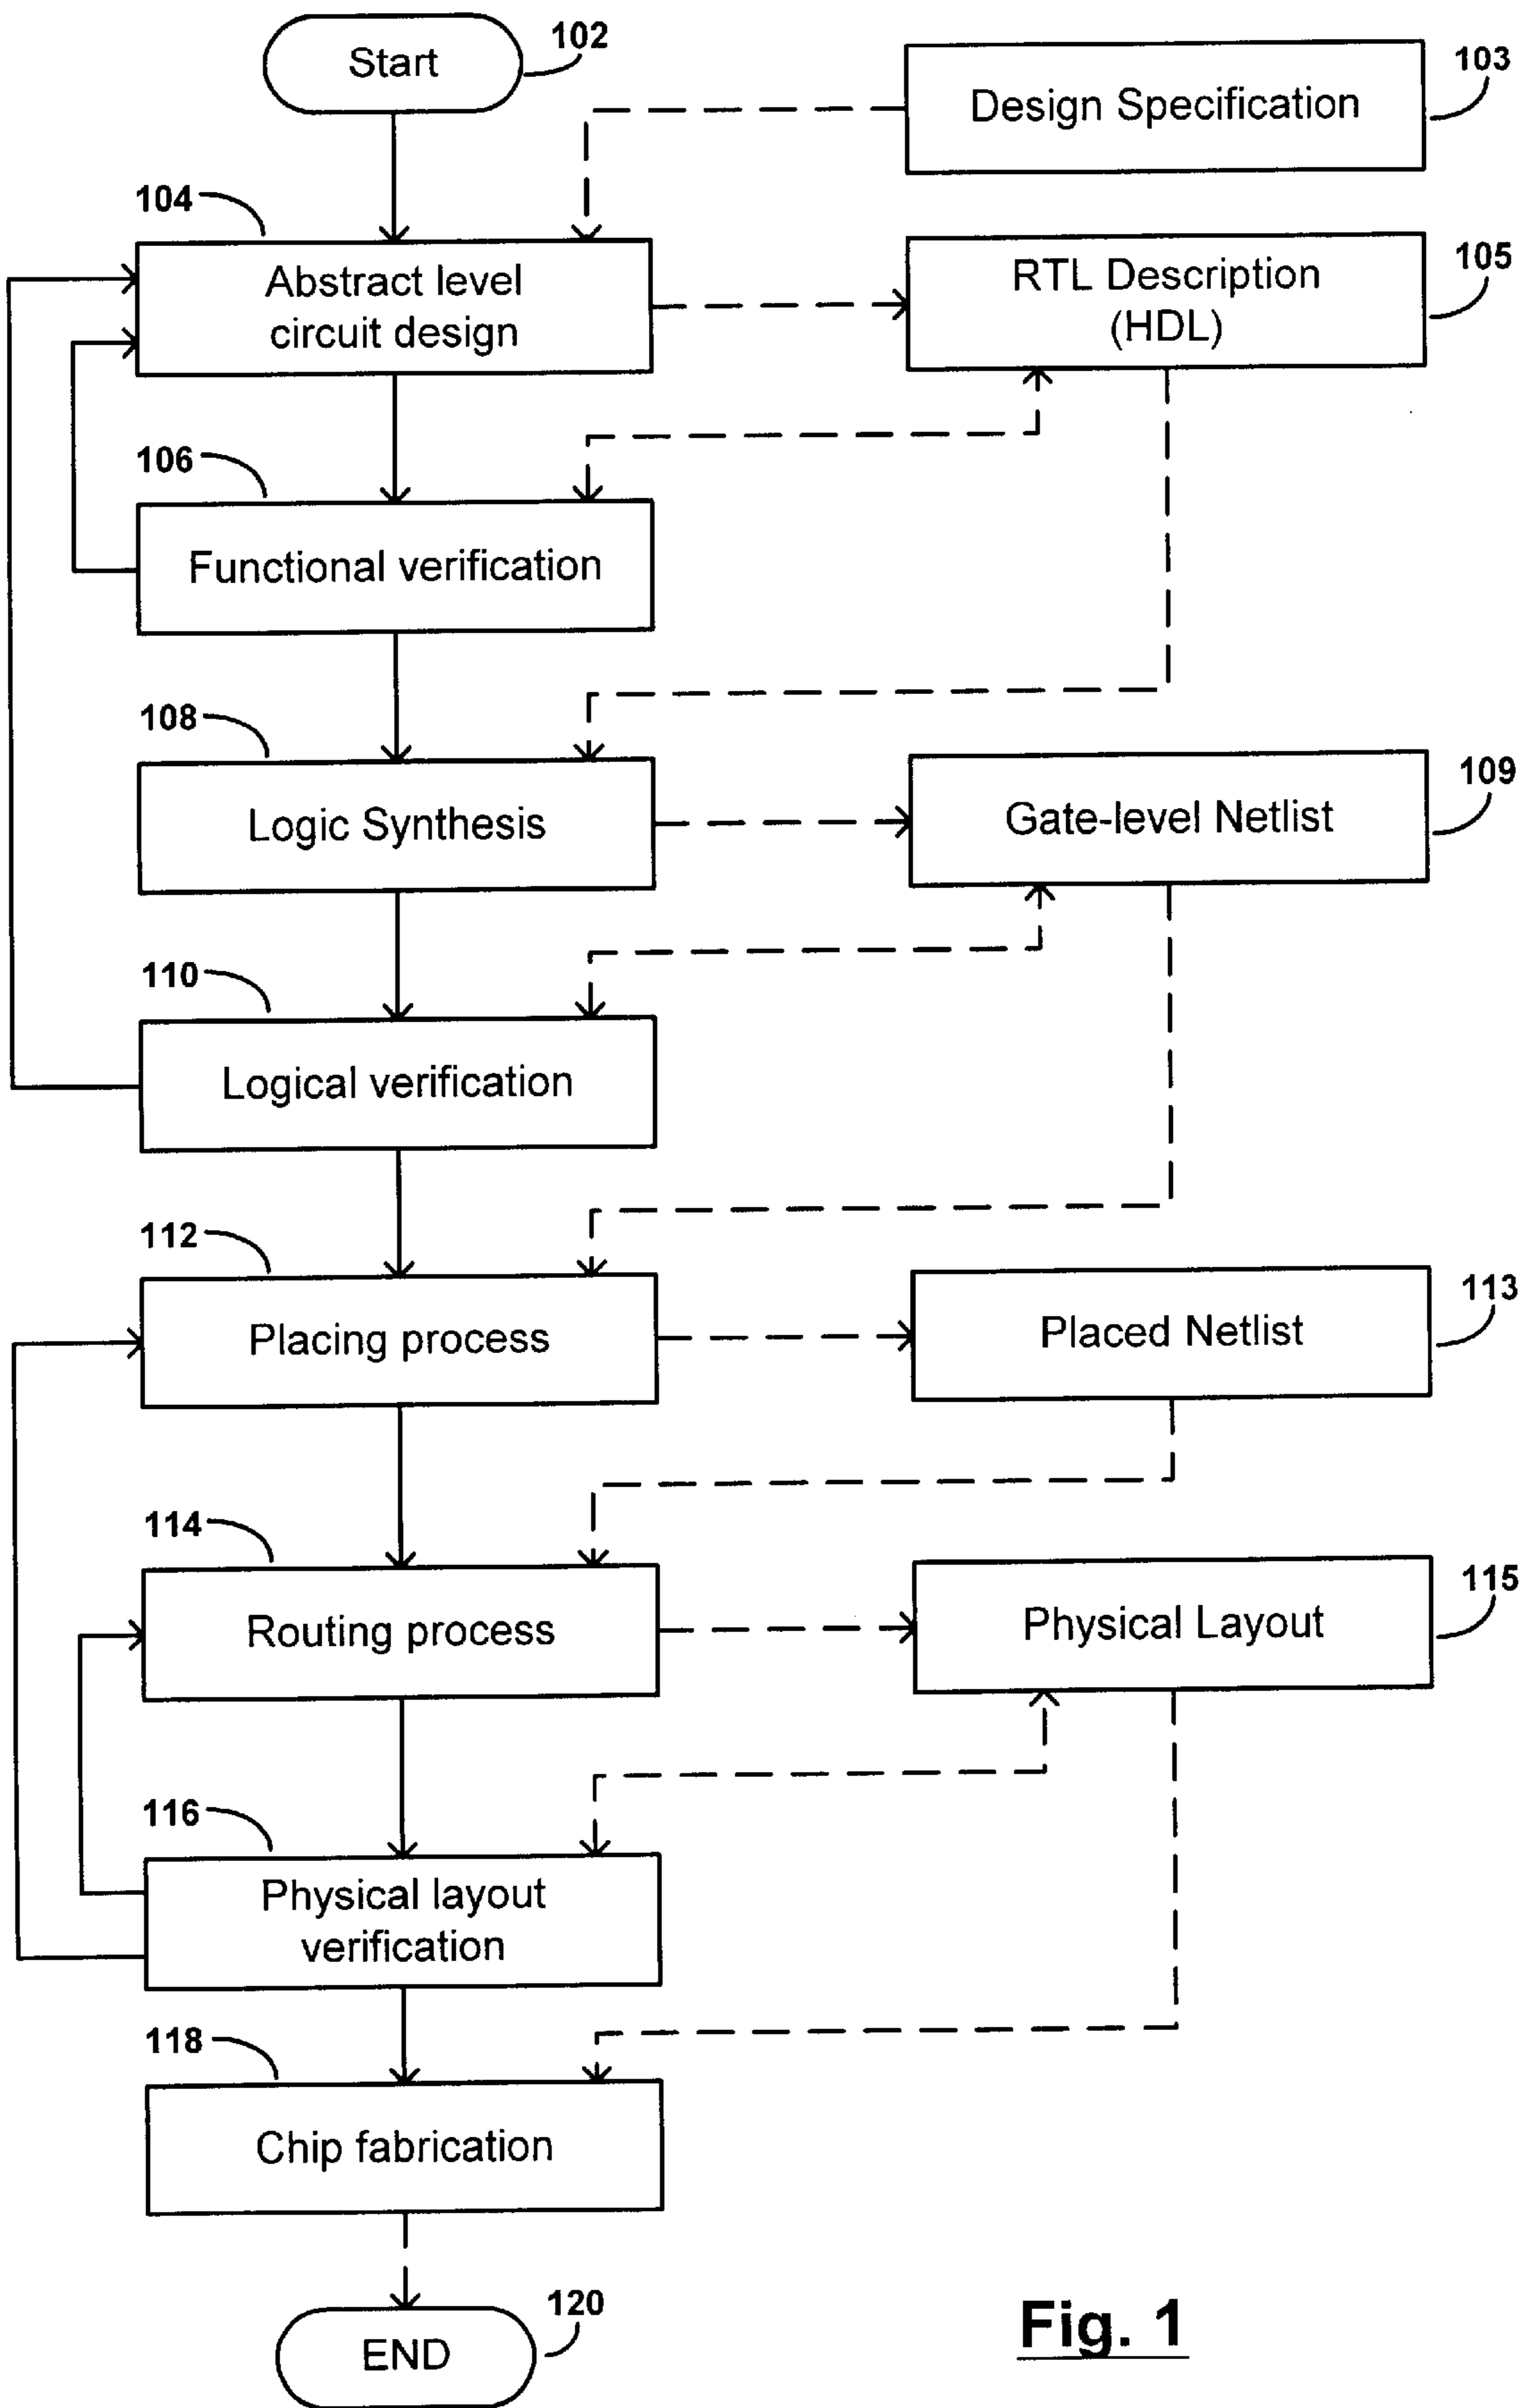 Start
102
Design Specification
103
104
Abstract level
circuit design
RTL Description
(HDL)
105
106
Functional verification
108
Logic Synthesis
Gate-level Netlist
109
110
Logical verification
112
Placing process
Placed Netlist
113
114
Routing process
Physical Layout
115
116
Physical layout
verification
118
Chip fabrication
END
120
Fig. 1